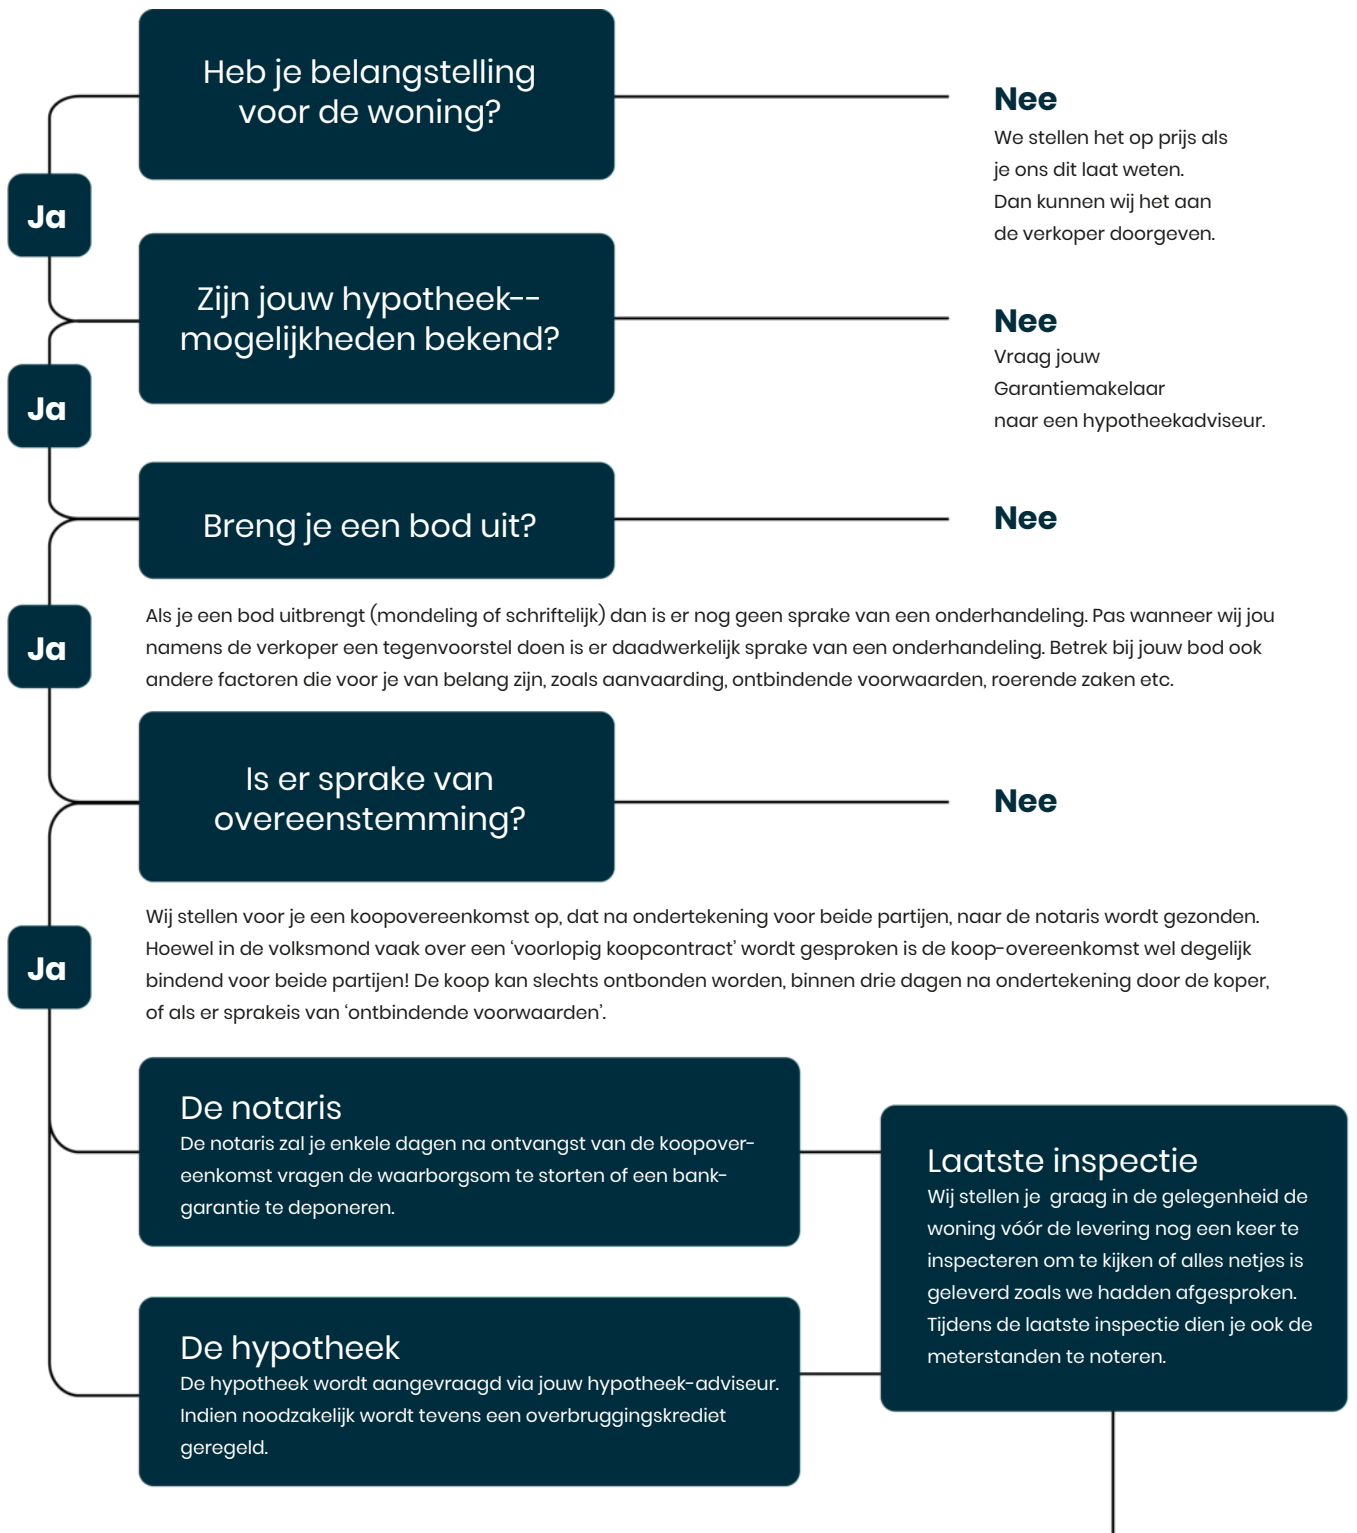 Heb je belangstelling
voor de woning?
Nee
We stellen het op prijs als
je ons dit laat weten.
Dan kunnen wij het aan
de verkoper doorgeven.
Ja
Zijn jouw hypotheek--
mogelijkheden bekend?
Nee
Vraag jouw
Garantiemakelaar
naar een hypotheekadviseur.
Ja
Breng je een bod uit?
Nee
Ja
Als je een bod uitbrengt (mondeling of schriftelijk) dan is er nog geen sprake van een onderhandeling. Pas wanneer wij jou
namens de verkoper een tegenvoorstel doen is er daadwerkelijk sprake van een onderhandeling. Betrek bij jouw bod ook
andere factoren die voor je van belang zijn, zoals aanvaarding, ontbindende voorwaarden, roerende zaken etc.
Is er sprake van
overeenstemming?
Nee
Ja
Wij stellen voor je een koopovereenkomst op, dat na ondertekening voor beide partijen, naar de notaris wordt gezonden.
Hoewel in de volksmond vaak over een ‘voorlopig koopcontract’ wordt gesproken is de koop-overeenkomst wel degelijk
bindend voor beide partijen! De koop kan slechts ontbonden worden, binnen drie dagen na ondertekening door de koper,
of als er sprakeis van ‘ontbindende voorwaarden’.
De notaris
De notaris zal je enkele dagen na ontvangst van de koopover-
eenkomst vragen de waarborgsom te storten of een bank-
garantie te deponeren.
De hypotheek
De hypotheek wordt aangevraagd via jouw hypotheek-adviseur.
Indien noodzakelijk wordt tevens een overbruggingskrediet
geregeld.
Laatste inspectie
Wij stellen je graag in de gelegenheid de
woning vóór de levering nog een keer te
inspecteren om te kijken of alles netjes is
geleverd zoals we hadden afgesproken.
Tijdens de laatste inspectie dien je ook de
meterstanden te noteren.